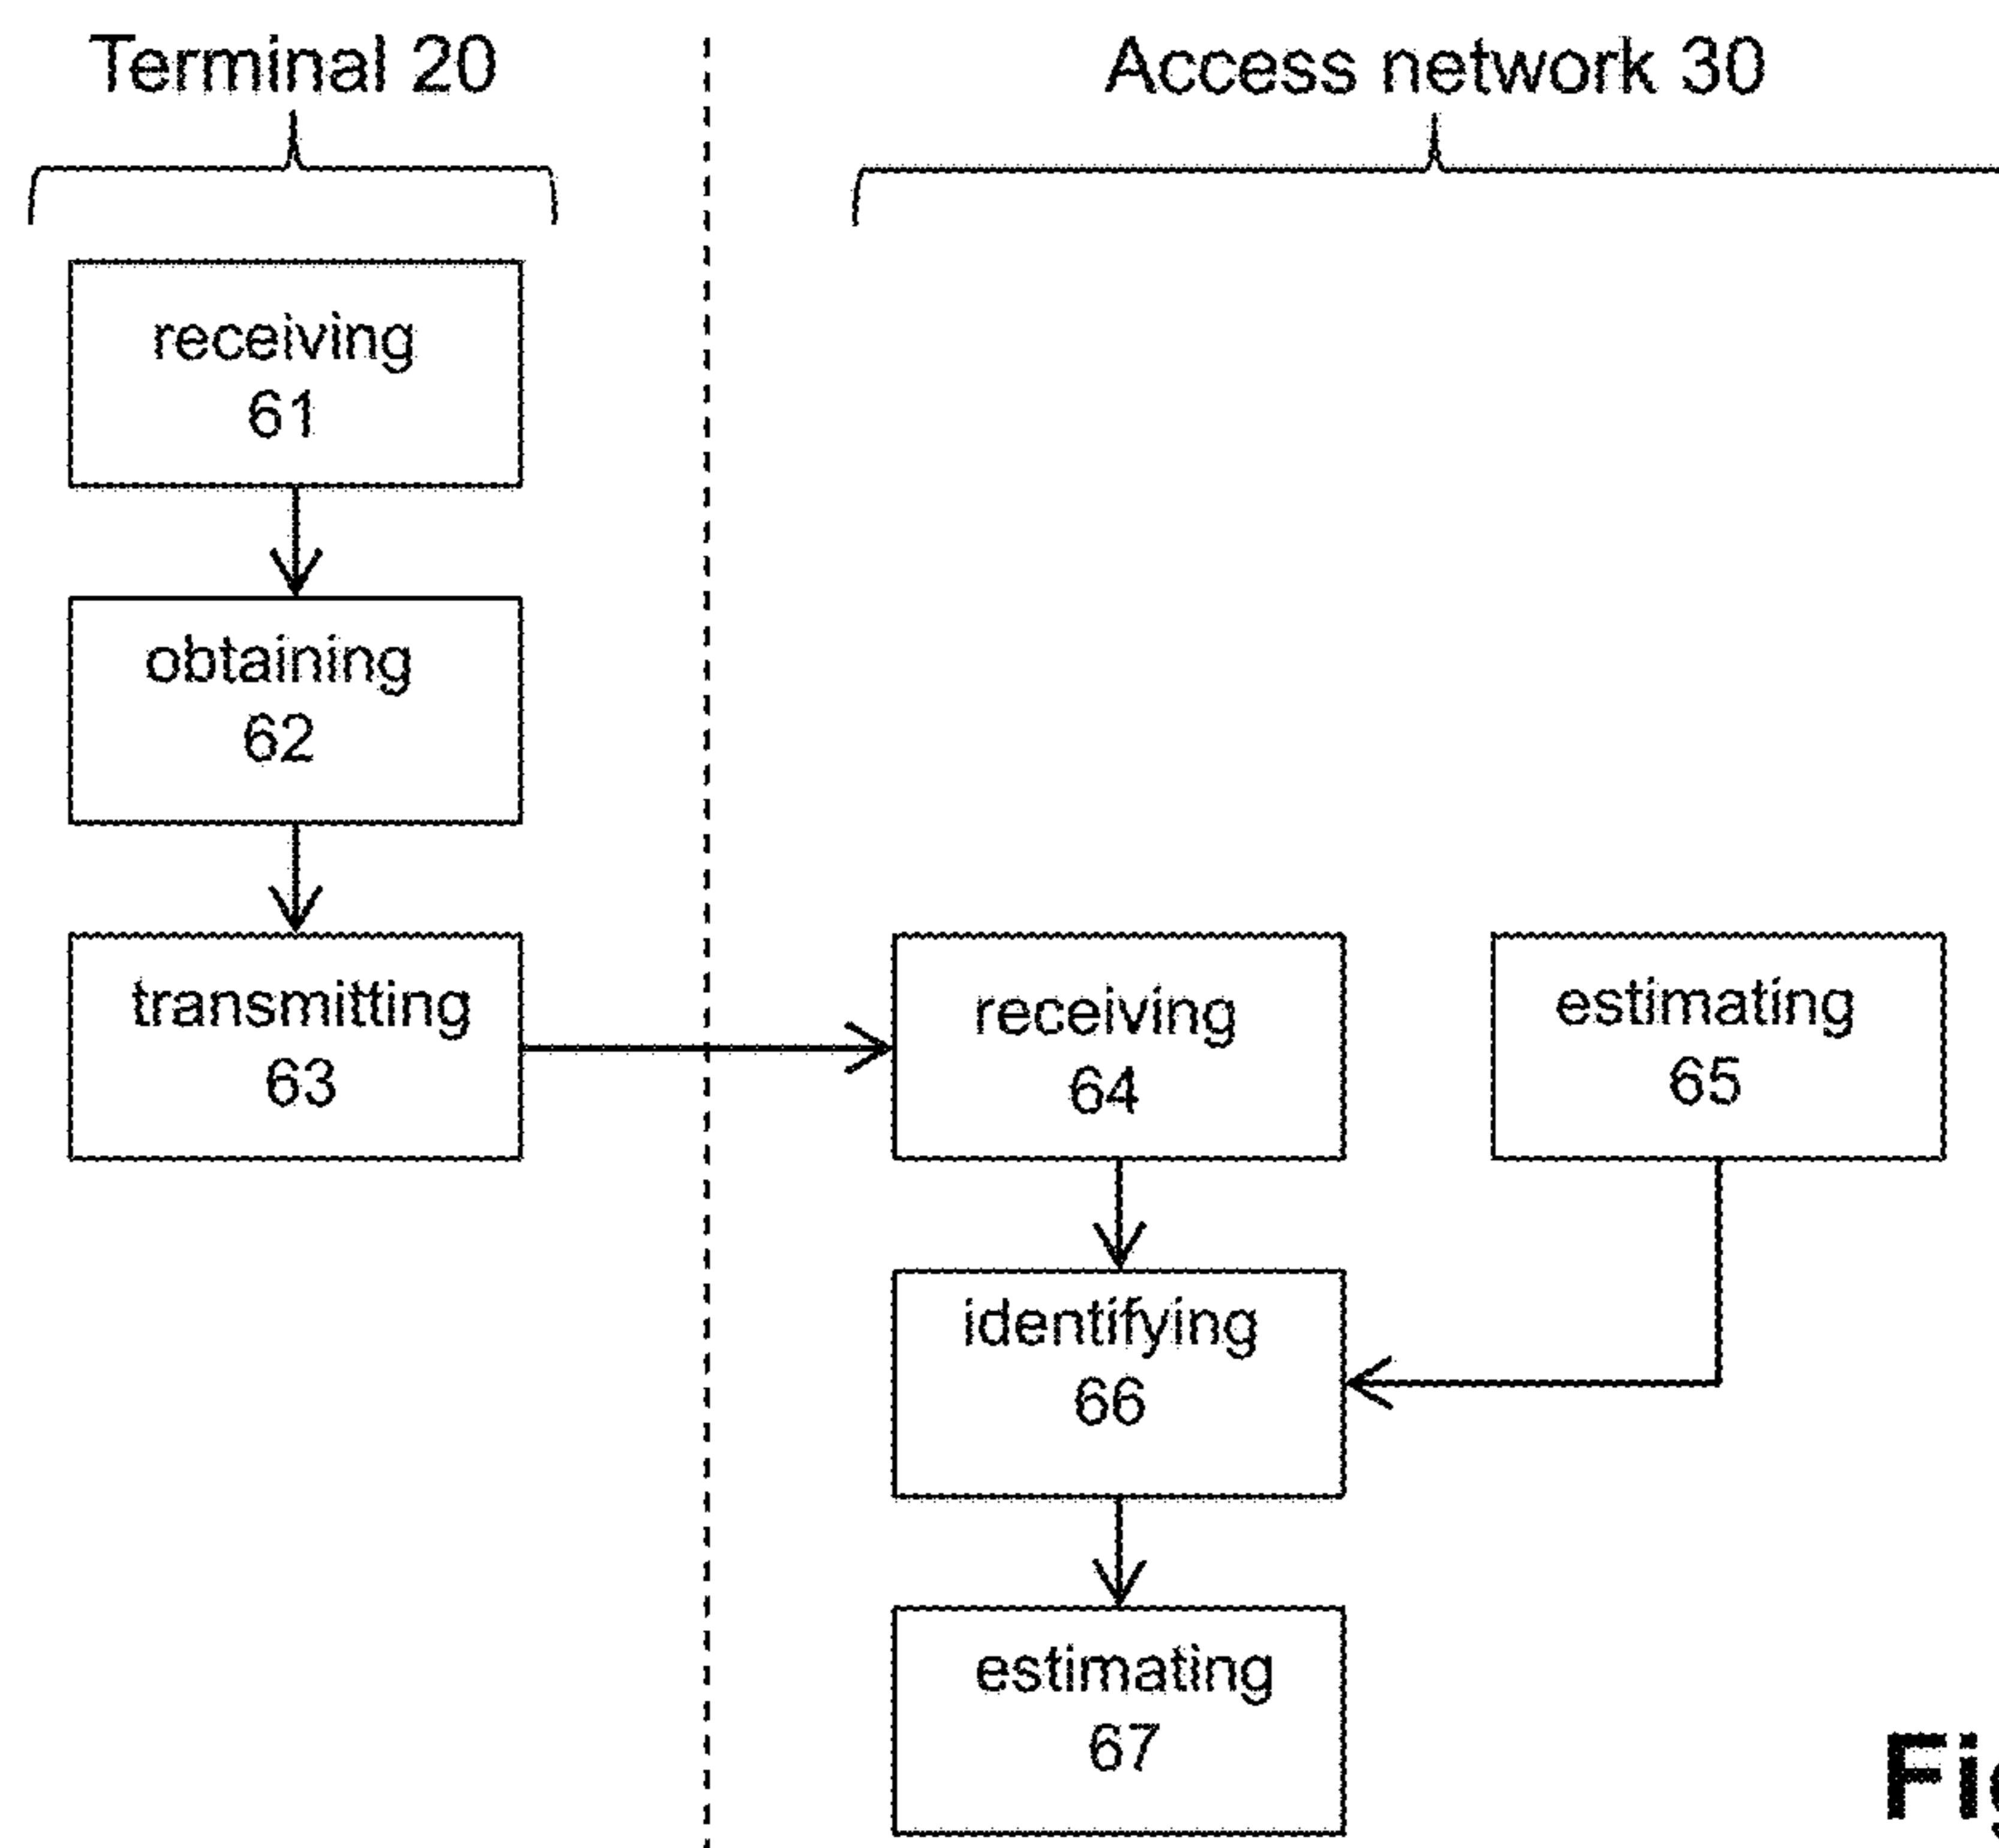 Terminal 20
Access network 30
receiving
61
obtaining
62
transmitting
63
receiving
64
estimating
65
identifying
66
estimating
67